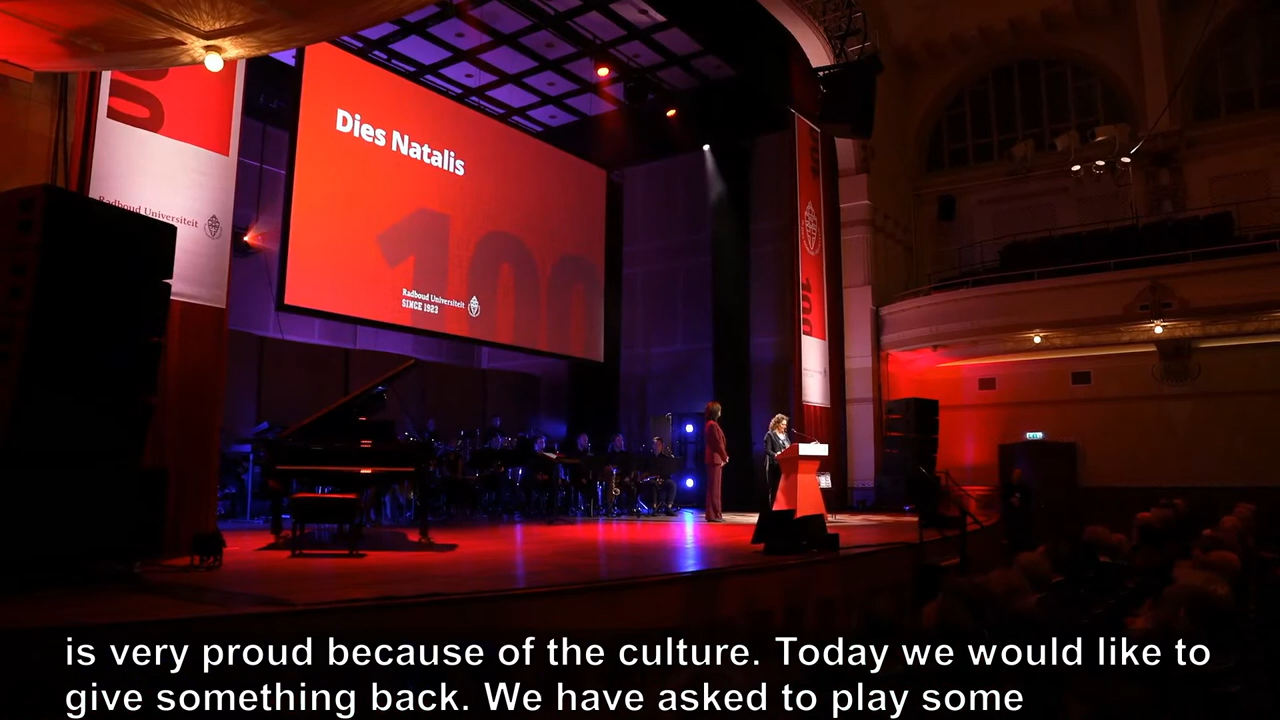 Dies Natalis
100
Radboud Universiteit
SINCE 1923
Radboud Universiteit
100
is very proud because of the culture. Today we would like to
give something back. We have asked to play some